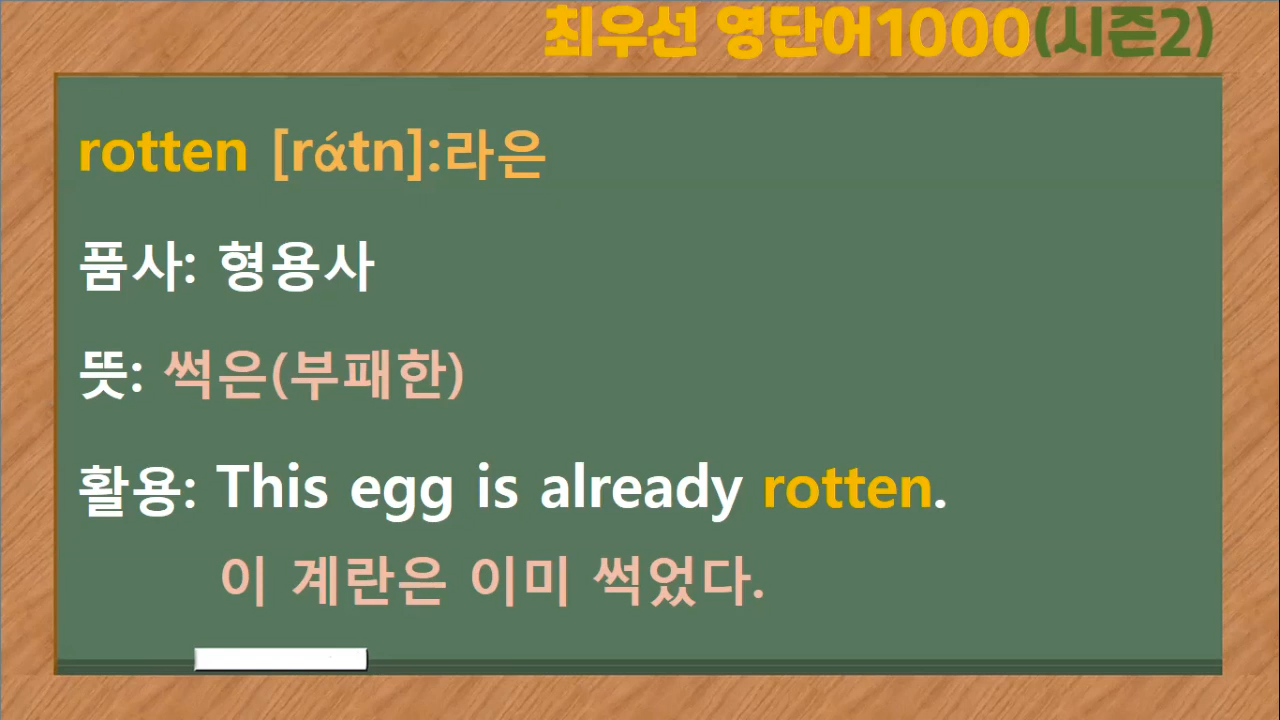 최우선 영단어1000(시즌2)
rotten [rάtn]:라은
품사: 형용사
뜻: 썩은(부패한)
활용: This egg is already rotten.
이 계란은 이미 썩었다.